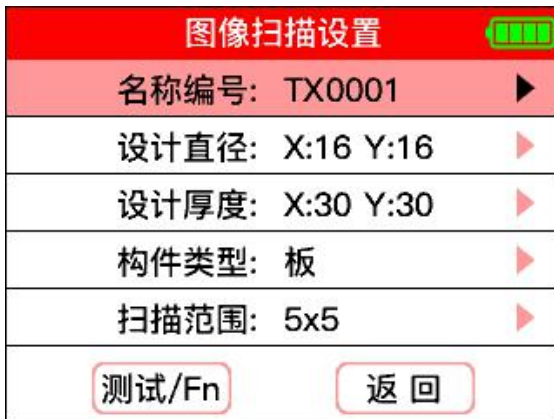 图像扫描设置
名称编号: TX0001
设计直径: X:16 Y:16
设计厚度: X:30 Y:30
构件类型: 板
扫描范围: 5x5
测试/Fn 返回